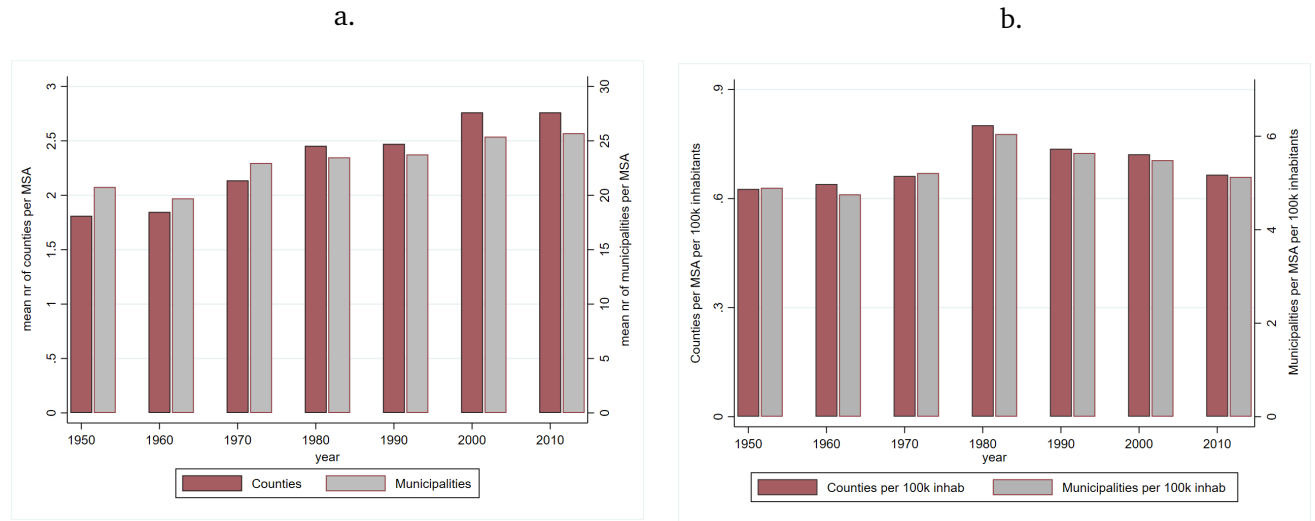 a.
mean nr of counties per MSA
3
2.5
2
1.5
1
.5
0
30
25
20
15
10
5
0
mean nr of municipalities per MSA
1950 1960 1970 1980 1990 2000 2010
year
Counties Municipalities
b.
Counties per MSA per 100k inhabitants
.9
.6
.3
0
6
4
2
0
Municipalities per MSA per 100k inhabitants
1950 1960 1970 1980 1990 2000 2010
year
Counties per 100k inhab Municipalities per 100k inhab